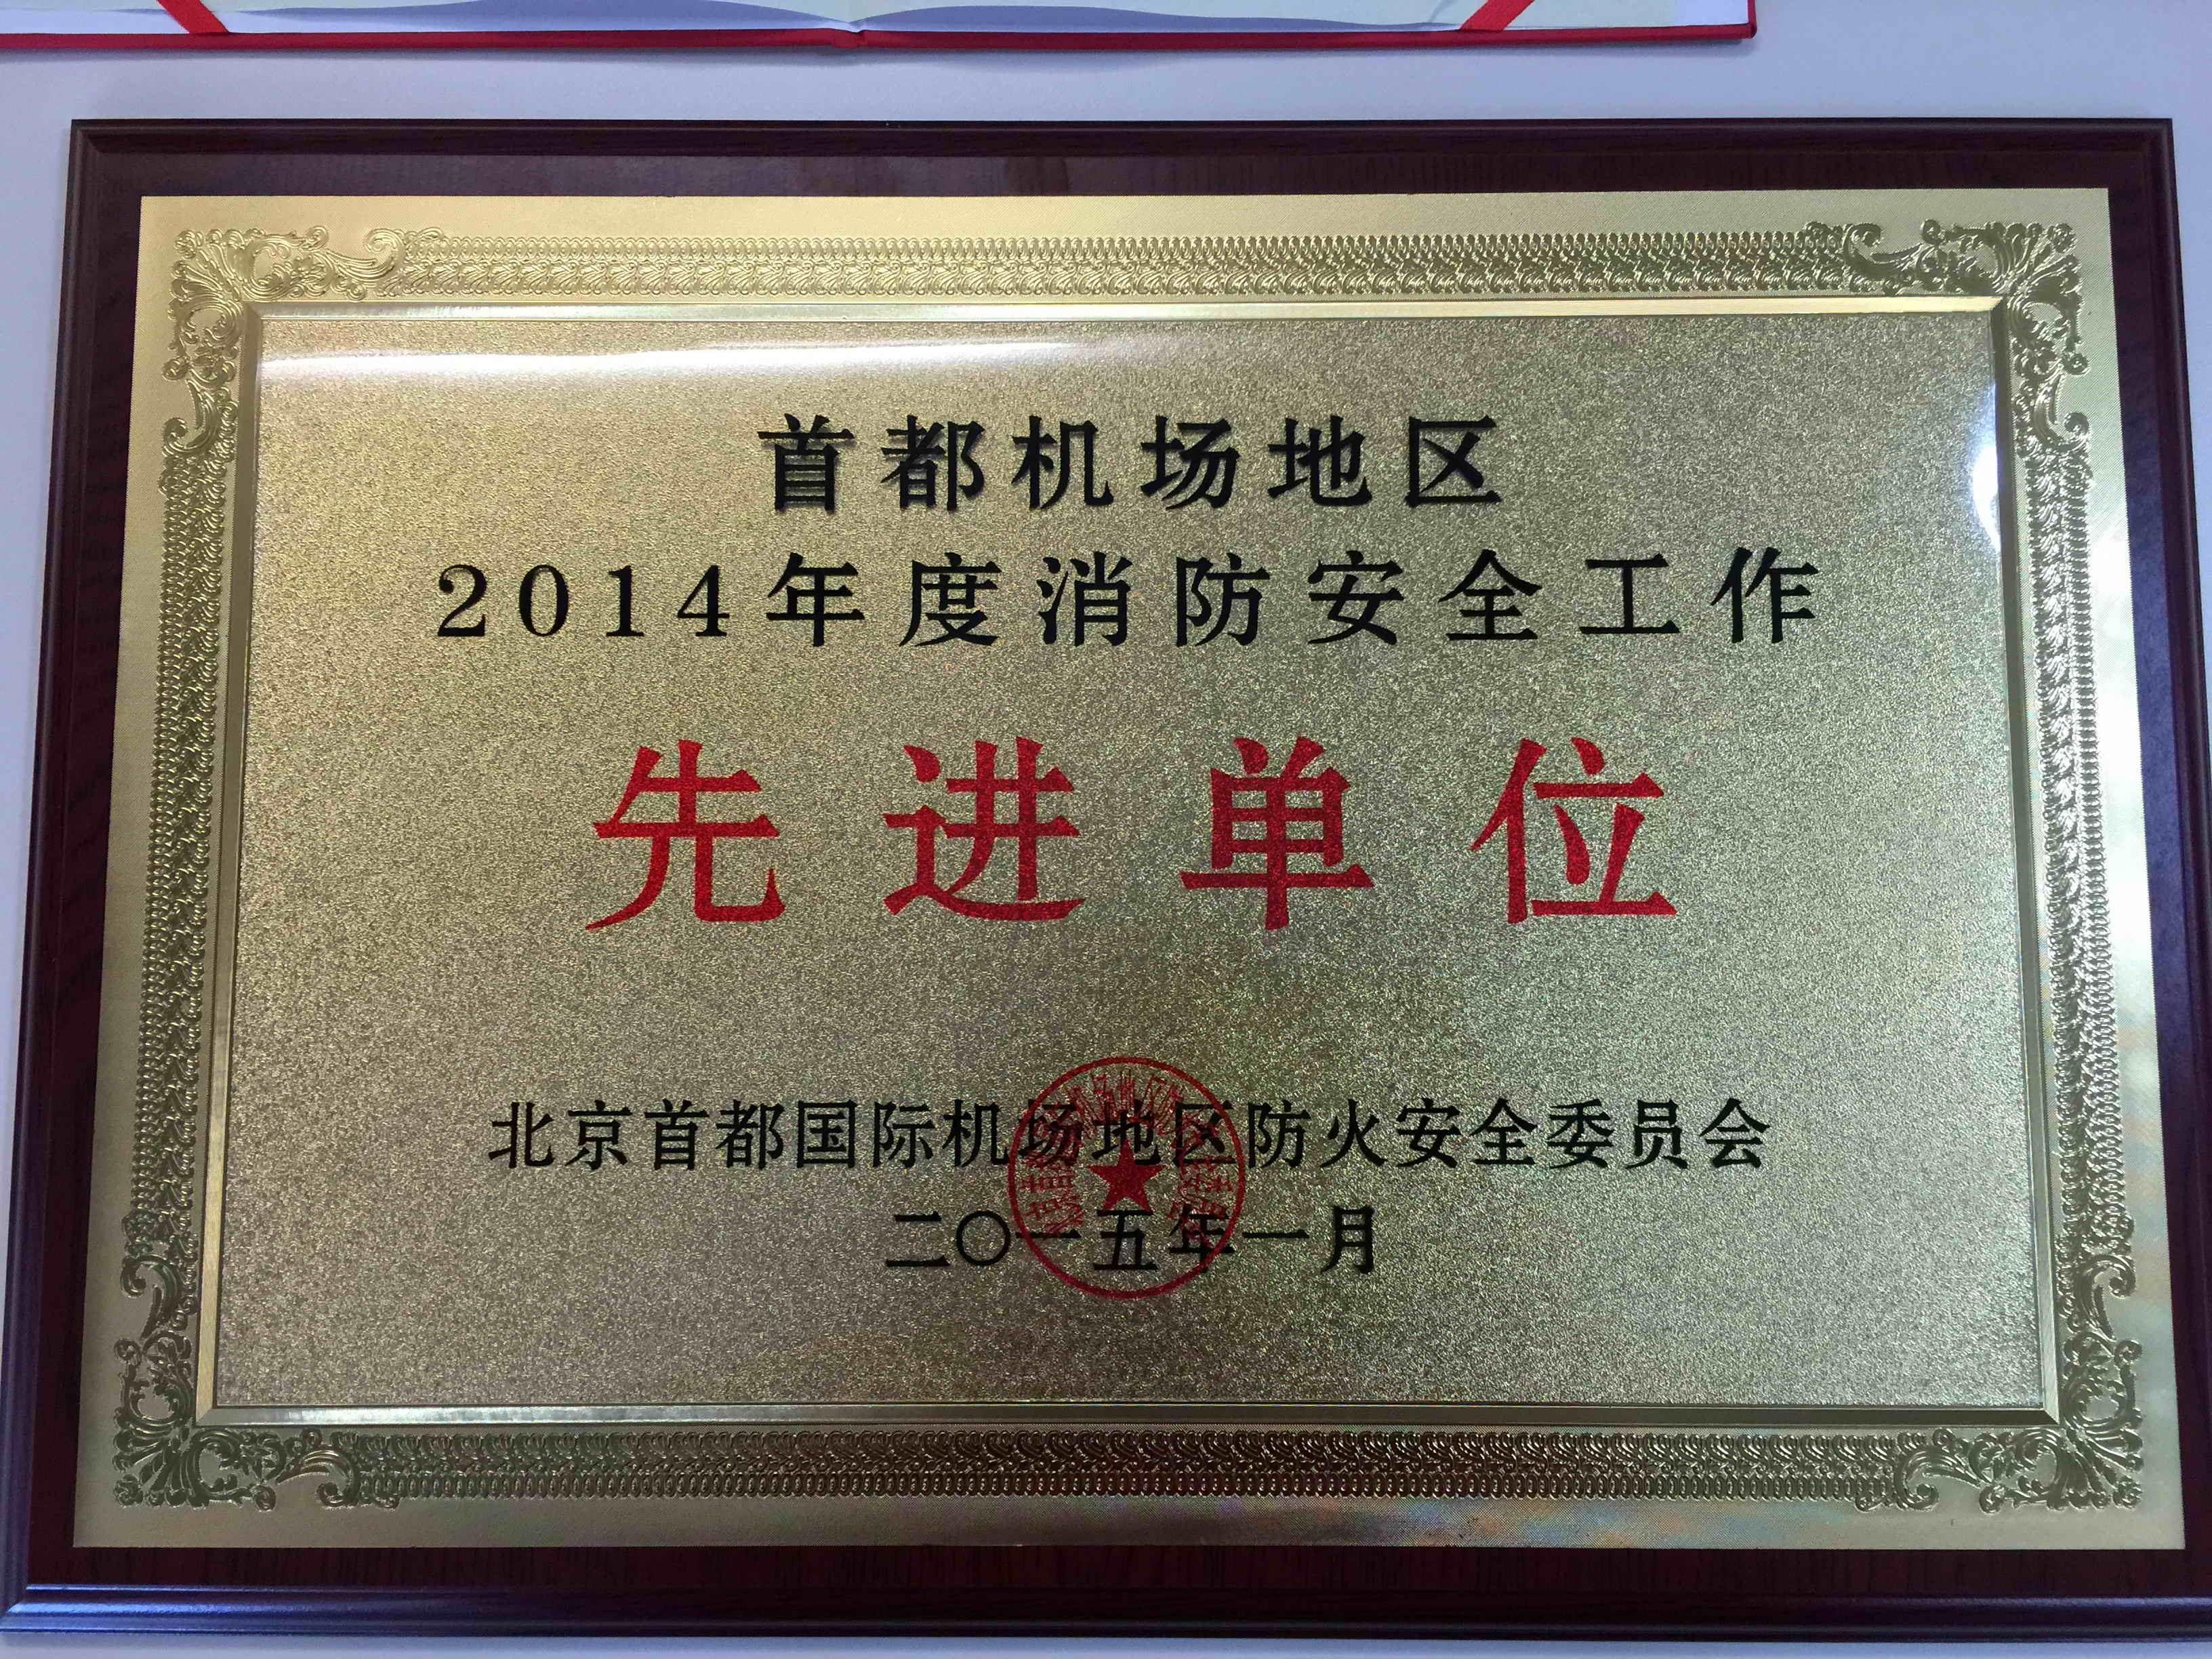 首都机场地区
2014年度消防安全工作
先进单位
北京首都国际机场地区防火安全委员会
二〇一五年一月